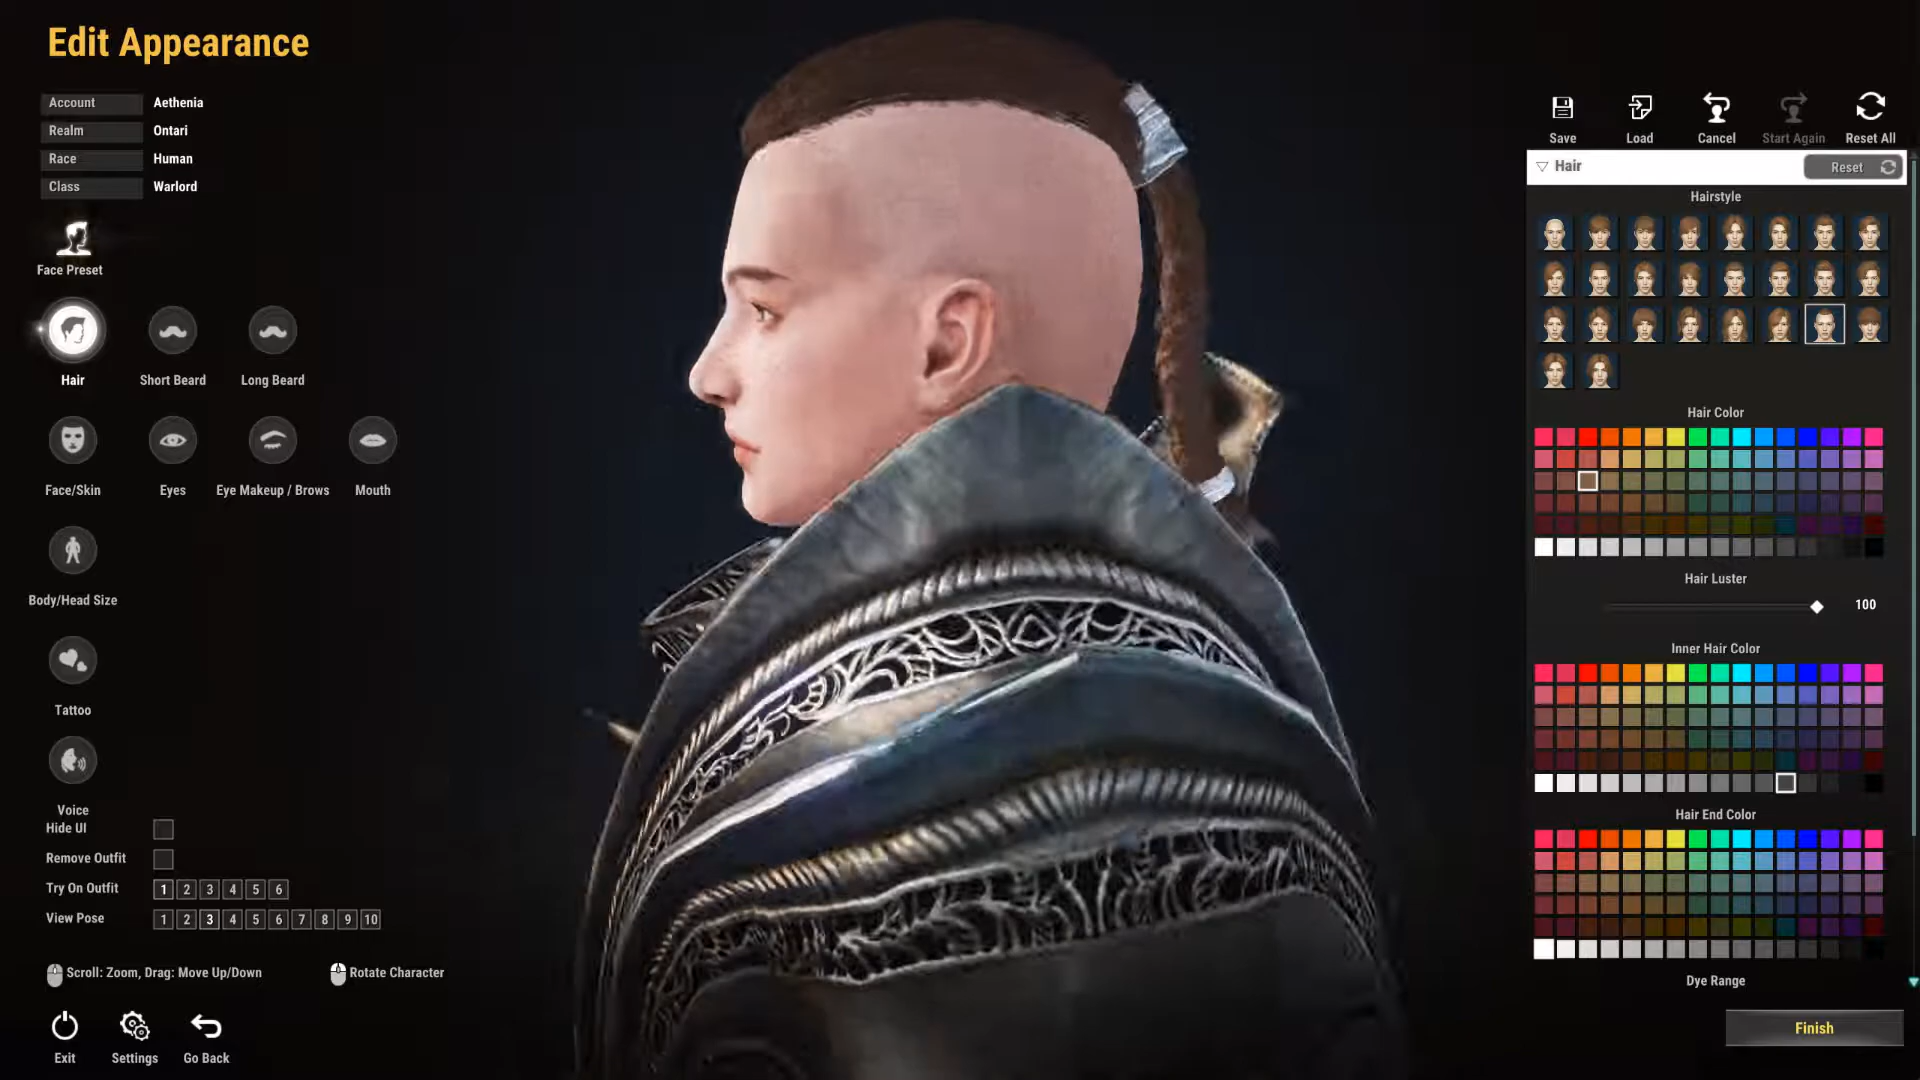 Edit Appearance
Account Aethenia
Realm Ontari
Race Human
Class Warlord
Face Preset
Hair Short Beard Long Beard
Face/Skin Eyes Eye Makeup / Brows Mouth
Body/Head Size
Tattoo
Voice
Hide UI
Remove Outfit
Try On Outfit 1 2 3 4 5 6
View Pose 1 2 3 4 5 6 7 8 9 10
Scroll: Zoom, Drag: Move Up/Down Rotate Character
Exit Settings Go Back
Save Load Cancel Start Again Reset All
Hair Reset
Hairstyle
Hair Color
Hair Luster
100
Inner Hair Color
Hair End Color
Dye Range
Finish